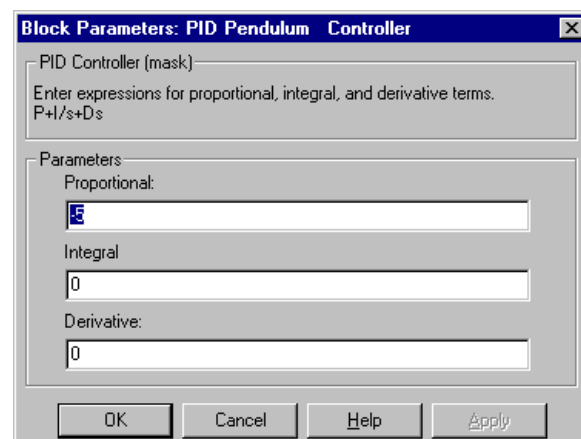 Block Parameters: PID Pendulum Controller
PID Controller (mask)
Enter expressions for proportional, integral, and derivative terms.
P+I/s+Ds
Parameters
Proportional:
-5
Integral
0
Derivative:
0
OK Cancel Help Apply